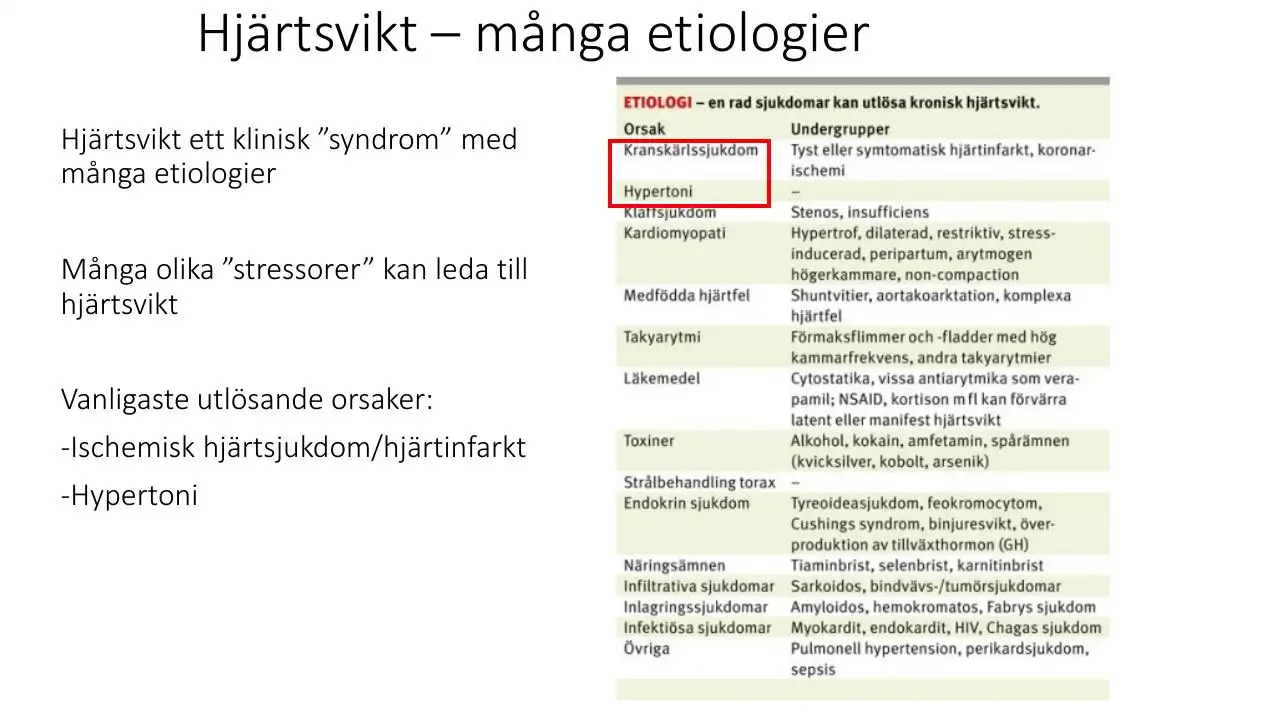 Hjärtsvikt – många etiologier
Hjärtsvikt ett klinisk ”syndrom” med
många etiologier
Många olika ”stressorer” kan leda till
hjärtsvikt
Vanligaste utlösande orsaker:
-Ischemisk hjärtsjukdom/hjärtinfarkt
-Hypertoni
ETIOLOGI – en rad sjukdomar kan utlösa kronisk hjärtsvikt.
Orsak Undergrupper
Kranskärlssjukdom Tyst eller symtomatisk hjärtinfarkt, koronar-
ischemi
Hypertoni –
Klaffsjukdom Stenos, insufficiens
Kardiomyopati Hypertrof, dilaterad, restriktiv, stress-
inducerad, peripartum, arytmogen
högerkammare, non-compaction
Medfödda hjärtfel Shuntvitier, aortakoarktation, komplexa
hjärtfel
Takyarytmi Förmaksflimmer och -fladder med hög
kammarfrekvens, andra takyarytmier
Läkemedel Cytostatika, vissa antiarytmika som vera-
pamil; NSAID, kortison m fl kan förvärra
latent eller manifest hjärtsvikt
Toxiner Alkohol, kokain, amfetamin, spårämnen
(kvicksilver, kobolt, arsenik)
Strålbehandling torax –
Endokrin sjukdom Tyreoideasjukdom, feokromocytom,
Cushings syndrom, binjuresvikt, över-
produktion av tillväxthormon (GH)
Näringsämnen Tiaminbrist, selenbrist, karnitinbrist
Infiltrativa sjukdomar Sarkoidos, bindvävs-/tumörsjukdomar
Inlagringssjukdomar Amyloidos, hemokromatos, Fabrys sjukdom
Infektiösa sjukdomar Myokardit, endokardit, HIV, Chagas sjukdom
Övriga Pulmonell hypertension, perikardsjukdom,
sepsis